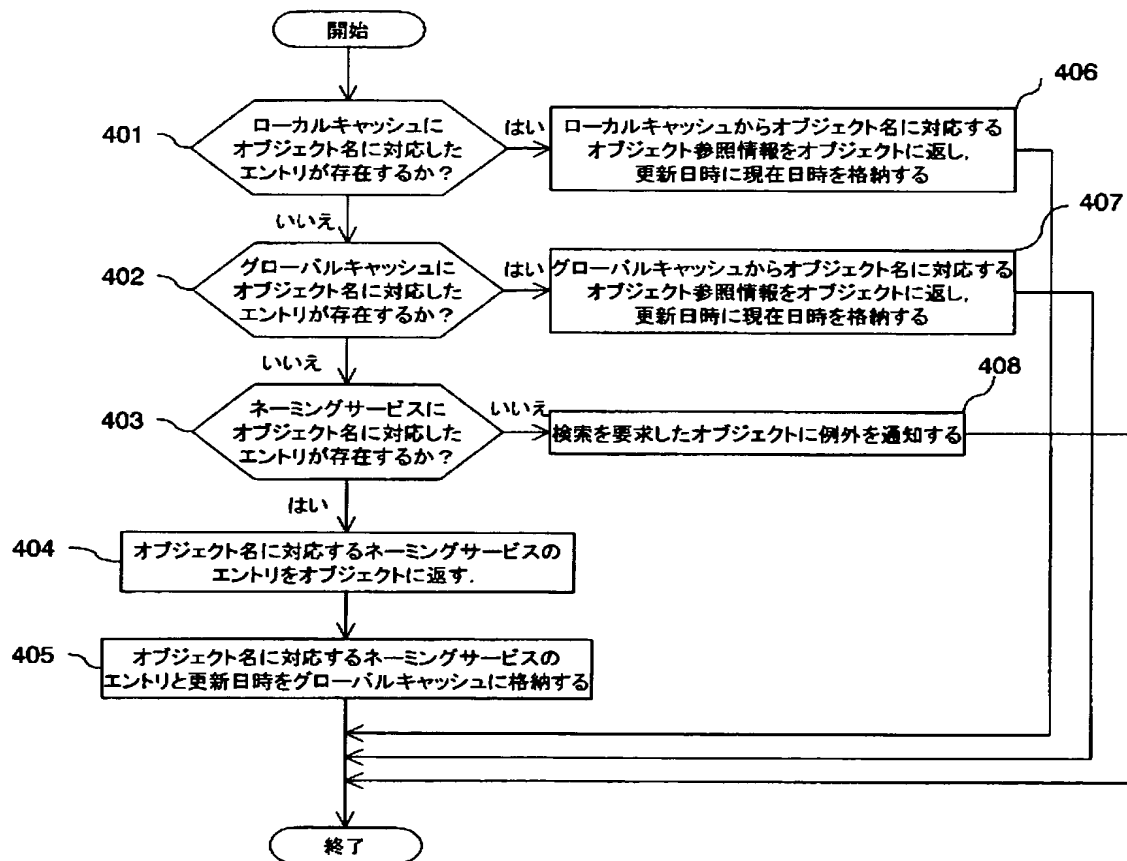 開始
401
ローカルキャッシュに
オブジェクト名に対応した
エントリが存在するか？
はい
406
ローカルキャッシュからオブジェクト名に対応する
オブジェクト参照情報をオブジェクトに返し,
更新日時に現在日時を格納する
いいえ
402
グローバルキャッシュに
オブジェクト名に対応した
エントリが存在するか？
はい
407
グローバルキャッシュからオブジェクト名に対応する
オブジェクト参照情報をオブジェクトに返し,
更新日時に現在日時を格納する
いいえ
403
ネーミングサービスに
オブジェクト名に対応した
エントリが存在するか？
いいえ
408
検索を要求したオブジェクトに例外を通知する
はい
404
オブジェクト名に対応するネーミングサービスの
エントリをオブジェクトに返す.
405
オブジェクト名に対応するネーミングサービスの
エントリと更新日時をグローバルキャッシュに格納する
終了